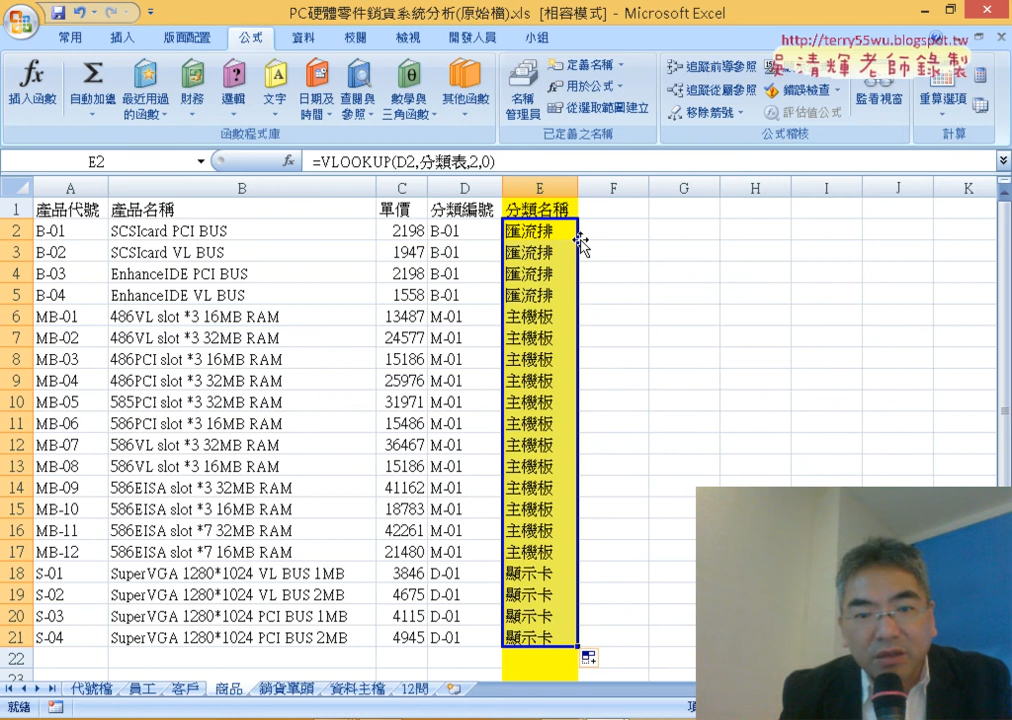 PC硬體零件銷貨系統分析(原始檔).xls [相容模式] - Microsoft Excel
常用 插入 版面配置 公式 資料 校閱 檢視 開發人員 小組
http://terry55wu.blogspot.tw
吳清輝老師錄製
插入函數 自動加總 最近用過的函數 財務 邏輯 文字 日期及時間 查閱與參照 數學與三角函數 其他函數
函數程式庫
名稱管理員 定義名稱 用於公式 從選取範圍建立
已定義之名稱
追蹤前導參照 追蹤從屬參照 移除箭號 錯誤檢查 評估值公式 監看視窗
公式稽核
重算選項
計算
E2 fx =VLOOKUP(D2,分類表,2,0)
A B C D E F G H I J K
1 產品代號 產品名稱 單價 分類編號 分類名稱
2 B-01 SCSIcard PCI BUS 2198 B-01 匯流排
3 B-02 SCSIcard VL BUS 1947 B-01 匯流排
4 B-03 EnhanceIDE PCI BUS 2198 B-01 匯流排
5 B-04 EnhanceIDE VL BUS 1558 B-01 匯流排
6 MB-01 486VL slot *3 16MB RAM 13487 M-01 主機板
7 MB-02 486VL slot *3 32MB RAM 24577 M-01 主機板
8 MB-03 486PCI slot *3 16MB RAM 15186 M-01 主機板
9 MB-04 486PCI slot *3 32MB RAM 25976 M-01 主機板
10 MB-05 585PCI slot *3 32MB RAM 31971 M-01 主機板
11 MB-06 586PCI slot *3 16MB RAM 15486 M-01 主機板
12 MB-07 586VL slot *3 32MB RAM 36467 M-01 主機板
13 MB-08 586VL slot *3 16MB RAM 15186 M-01 主機板
14 MB-09 586EISA slot *3 32MB RAM 41162 M-01 主機板
15 MB-10 586EISA slot *3 16MB RAM 18783 M-01 主機板
16 MB-11 586EISA slot *7 32MB RAM 42261 M-01 主機板
17 MB-12 586EISA slot *7 16MB RAM 21480 M-01 主機板
18 S-01 SuperVGA 1280*1024 VL BUS 1MB 3846 D-01 顯示卡
19 S-02 SuperVGA 1280*1024 VL BUS 2MB 4675 D-01 顯示卡
20 S-03 SuperVGA 1280*1024 PCI BUS 1MB 4115 D-01 顯示卡
21 S-04 SuperVGA 1280*1024 PCI BUS 2MB 4945 D-01 顯示卡
22
代號檔 員工 客戶 商品 銷貨單頭 資料主檔 12問
就緒